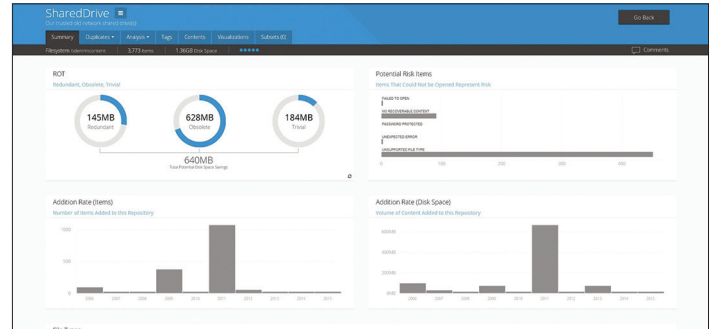 SharedDrive
Our trusted old network shared drive(s)
Go Back
Summary Duplicates Analysis Tags Contents Visualizations Subsets (0)
Filesystem 3,773 Items 1.36GB Disk Space Comments
ROT
Redundant, Obsolete, Trivial
145MB
Redundant
628MB
Obsolete
184MB
Trivial
640MB
Total Potential Disk Space Savings
Potential Risk Items
Items That Could Not be Opened Represent Risk
FAILED TO OPEN
NO RECOVERABLE CONTENT
PASSWORD PROTECTED
UNEXPECTED ERROR
UNSUPPORTED FILE TYPE
0 100 200 300 400
Addition Rate (Items)
Number of Items Added to this Repository
1000
500
0
2006 2007 2008 2009 2010 2011 2012 2013 2014 2015
Addition Rate (Disk Space)
Volume of Content Added to this Repository
600MB
400MB
200MB
0MB
2006 2007 2008 2009 2010 2011 2012 2013 2014 2015